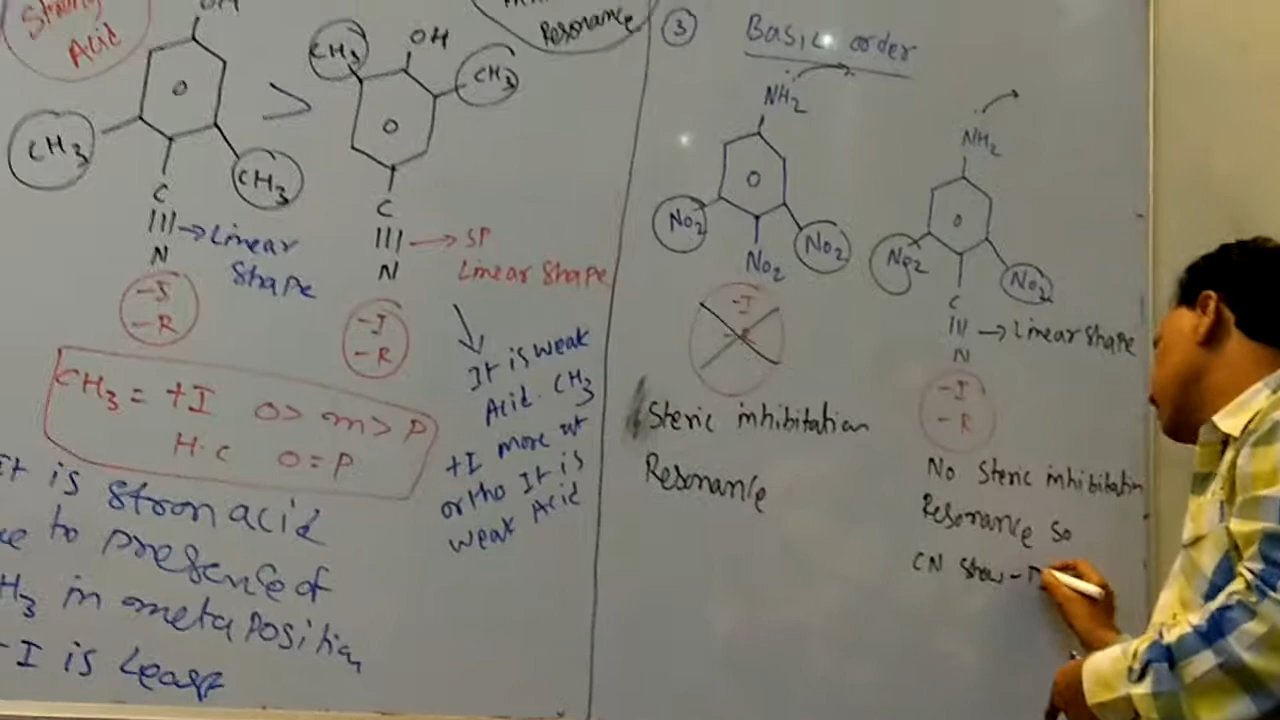 Strong
Acid
OH
CH3
CH3
C
N
→Linear
Shape
-I
-R
>
CH3
OH
CH3
C
N
→SP
Linear Shape
-I
-R
It is weak
Acid. CH3
+I more at
ortho It is
weak Acid
CH3 = +I O > m > P
H.C O = P
It is stron acid
to presence of
H3 in meta position
-I is Least
Resonance
3 Basic order
NH2
NO2
NO2
NO2
-I
-R
Steric inhibitation
Resonance
NH2
NO2
NO2
C
N
→Linear Shape
-I
-R
No Steric inhibitation
Resonance so
CN show -